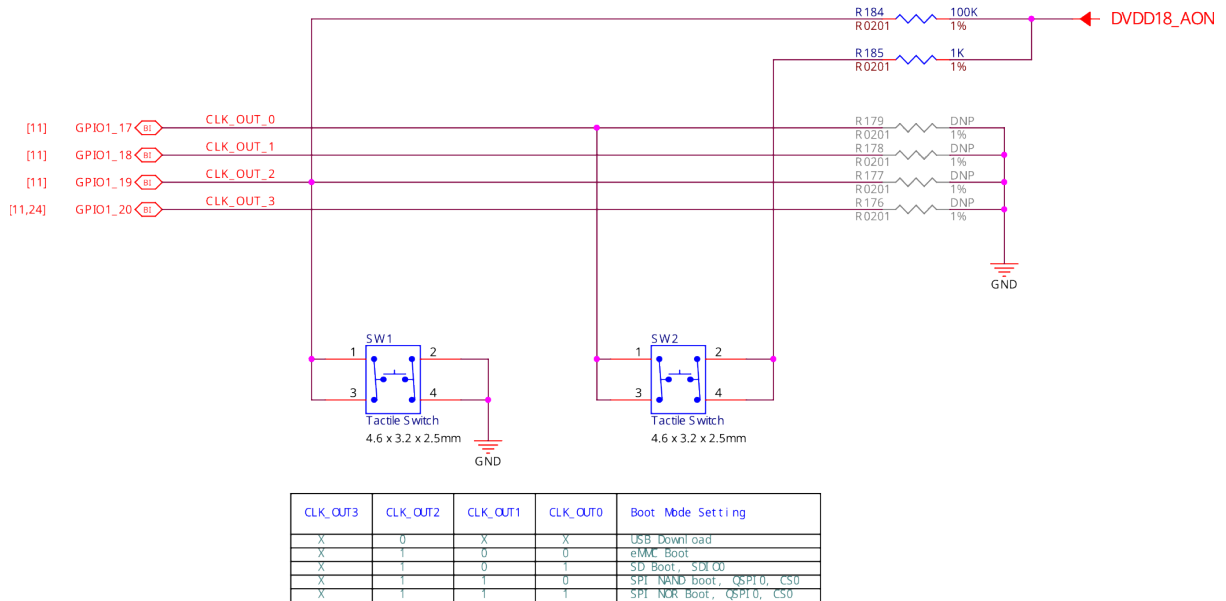 R184 100K
R0201 1%
DVDD18_AON
R185 1K
R0201 1%
[11] GPIO1_17 BI CLK_OUT_0 R179 DNP
R0201 1%
[11] GPIO1_18 BI CLK_OUT_1 R178 DNP
R0201 1%
[11] GPIO1_19 BI CLK_OUT_2 R177 DNP
R0201 1%
[11,24] GPIO1_20 BI CLK_OUT_3 R176 DNP
R0201 1%
GND
SW1
1 2
3 4
Tactile Switch
4.6 x 3.2 x 2.5mm
GND
SW2
1 2
3 4
Tactile Switch
4.6 x 3.2 x 2.5mm
CLK_OUT3 CLK_OUT2 CLK_OUT1 CLK_OUT0 Boot Mode Setting
X 0 X X USB Download
X 1 0 0 eMMC Boot
X 1 0 1 SD Boot, SDIO0
X 1 1 0 SPI NAND boot, QSPI0, CS0
X 1 1 1 SPI NOR Boot, QSPI0, CS0